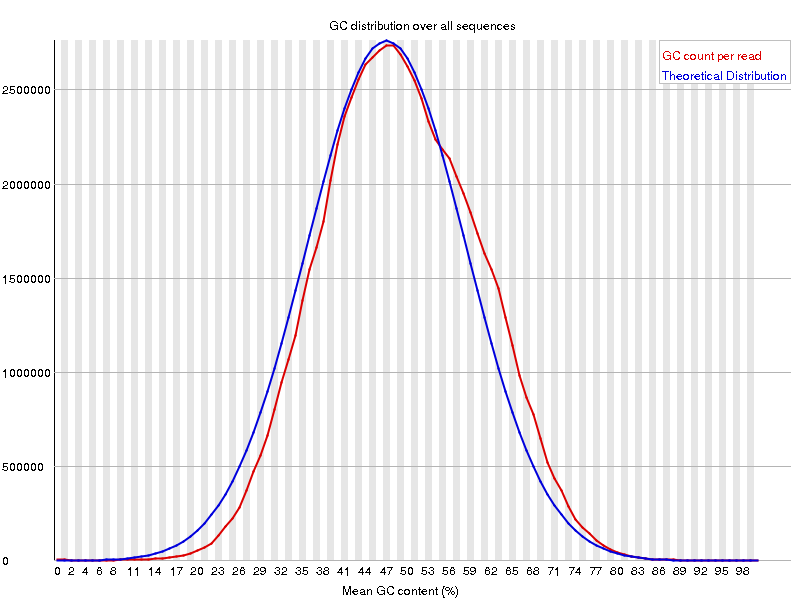 GC distribution over all sequences
GC count per read
Theoretical Distribution
2500000
2000000
1500000
1000000
500000
0
0 2 4 6 8 11 14 17 20 23 26 29 32 35 38 41 44 47 50 53 56 59 62 65 68 71 74 77 80 83 86 89 92 95 98
Mean GC content (%)